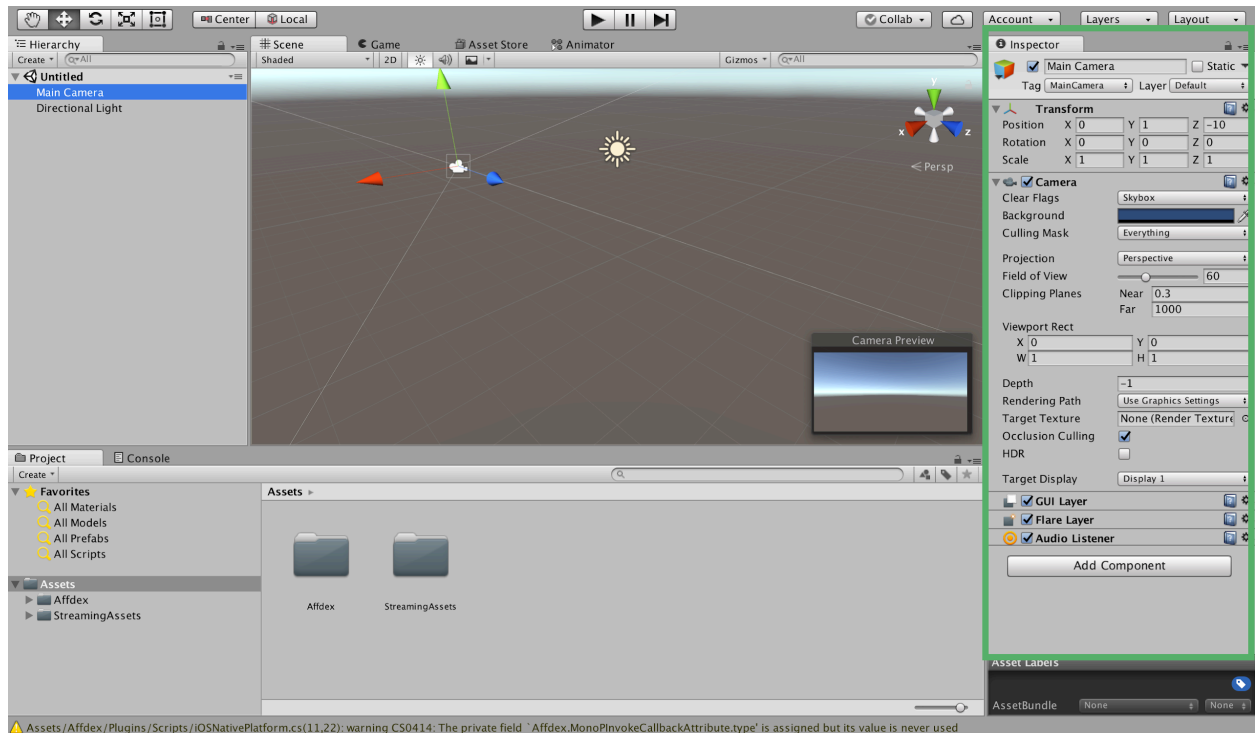 Center Local Collab Account Layers Layout
Hierarchy
Create All
Untitled
Main Camera
Directional Light
Scene Game Asset Store Animator
Shaded 2D Gizmos All
y
x z
Persp
Camera Preview
Inspector
Main Camera Static
Tag MainCamera Layer Default
Transform
Position X 0 Y 1 Z -10
Rotation X 0 Y 0 Z 0
Scale X 1 Y 1 Z 1
Camera
Clear Flags Skybox
Background
Culling Mask Everything
Projection Perspective
Field of View 60
Clipping Planes Near 0.3
Far 1000
Viewport Rect
X 0 Y 0
W 1 H 1
Depth -1
Rendering Path Use Graphics Settings
Target Texture None (Render Texture
Occlusion Culling
HDR
Target Display Display 1
GUI Layer
Flare Layer
Audio Listener
Add Component
Asset Labels
AssetBundle None None
Project Console
Create
Favorites
All Materials
All Models
All Prefabs
All Scripts
Assets
Affdex
StreamingAssets
Assets
Affdex StreamingAssets
Assets/Affdex/Plugins/Scripts/iOSNativePlatform.cs(11,22): warning CS0414: The private field `Affdex.MonoPInvokeCallbackAttribute.type' is assigned but its value is never used